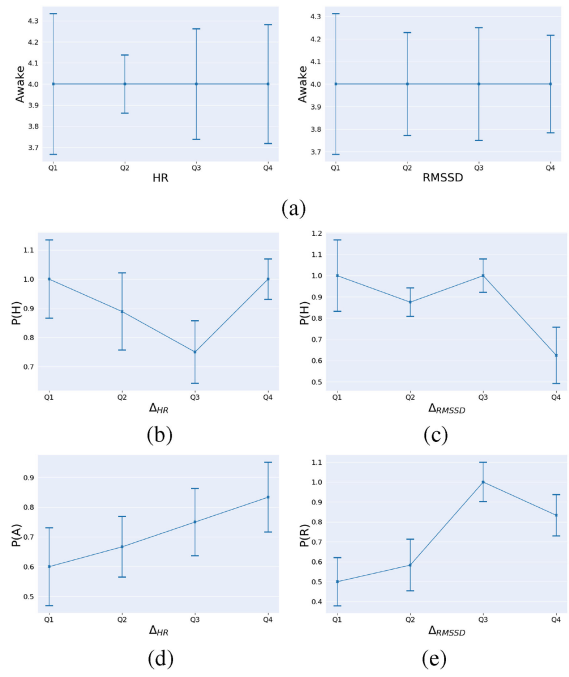 4.3 4.3
4.2 4.2
4.1 4.1
4.0 4.0
3.9 3.9
3.8 3.8
3.7 3.7
Awake Awake
Q1 Q2 Q3 Q4 Q1 Q2 Q3 Q4
HR RMSSD
(a)
1.1
1.0
0.9
0.8
0.7
P(H)
Q1 Q2 Q3 Q4
Δ_HR
(b)
1.2
1.1
1.0
0.9
0.8
0.7
0.6
0.5
P(H)
Q1 Q2 Q3 Q4
Δ_RMSSD
(c)
0.9
0.8
0.7
0.6
0.5
P(A)
Q1 Q2 Q3 Q4
Δ_HR
(d)
1.1
1.0
0.9
0.8
0.7
0.6
0.5
0.4
P(R)
Q1 Q2 Q3 Q4
Δ_RMSSD
(e)